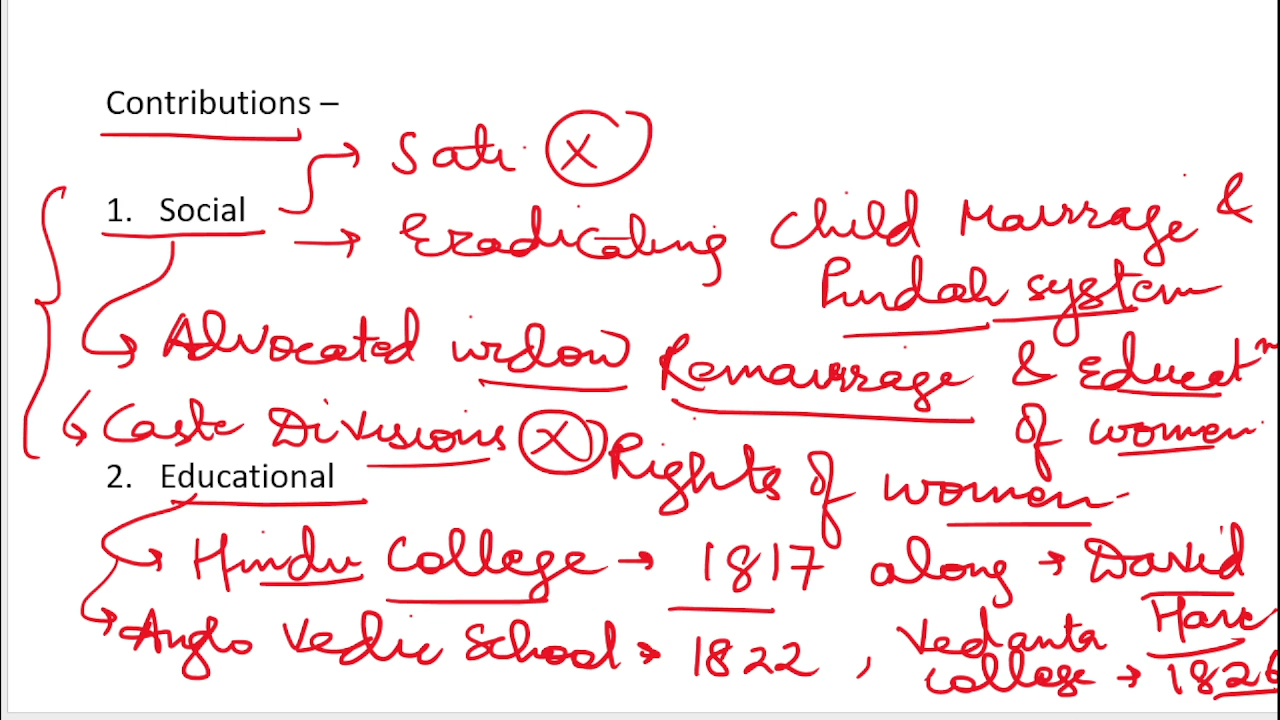 Contributions –
→ Sati (X)
1. Social
→ Eradicating Child Marriage &
Purdah system
→ Advocated widow Remarriage & Educatn
of women.
→ Caste Divisions (X) Rights of women-
2. Educational
→ Hindu College → 1817 along → David
Hare
→ Anglo Vedic School → 1822, Vedanta
College → 1826